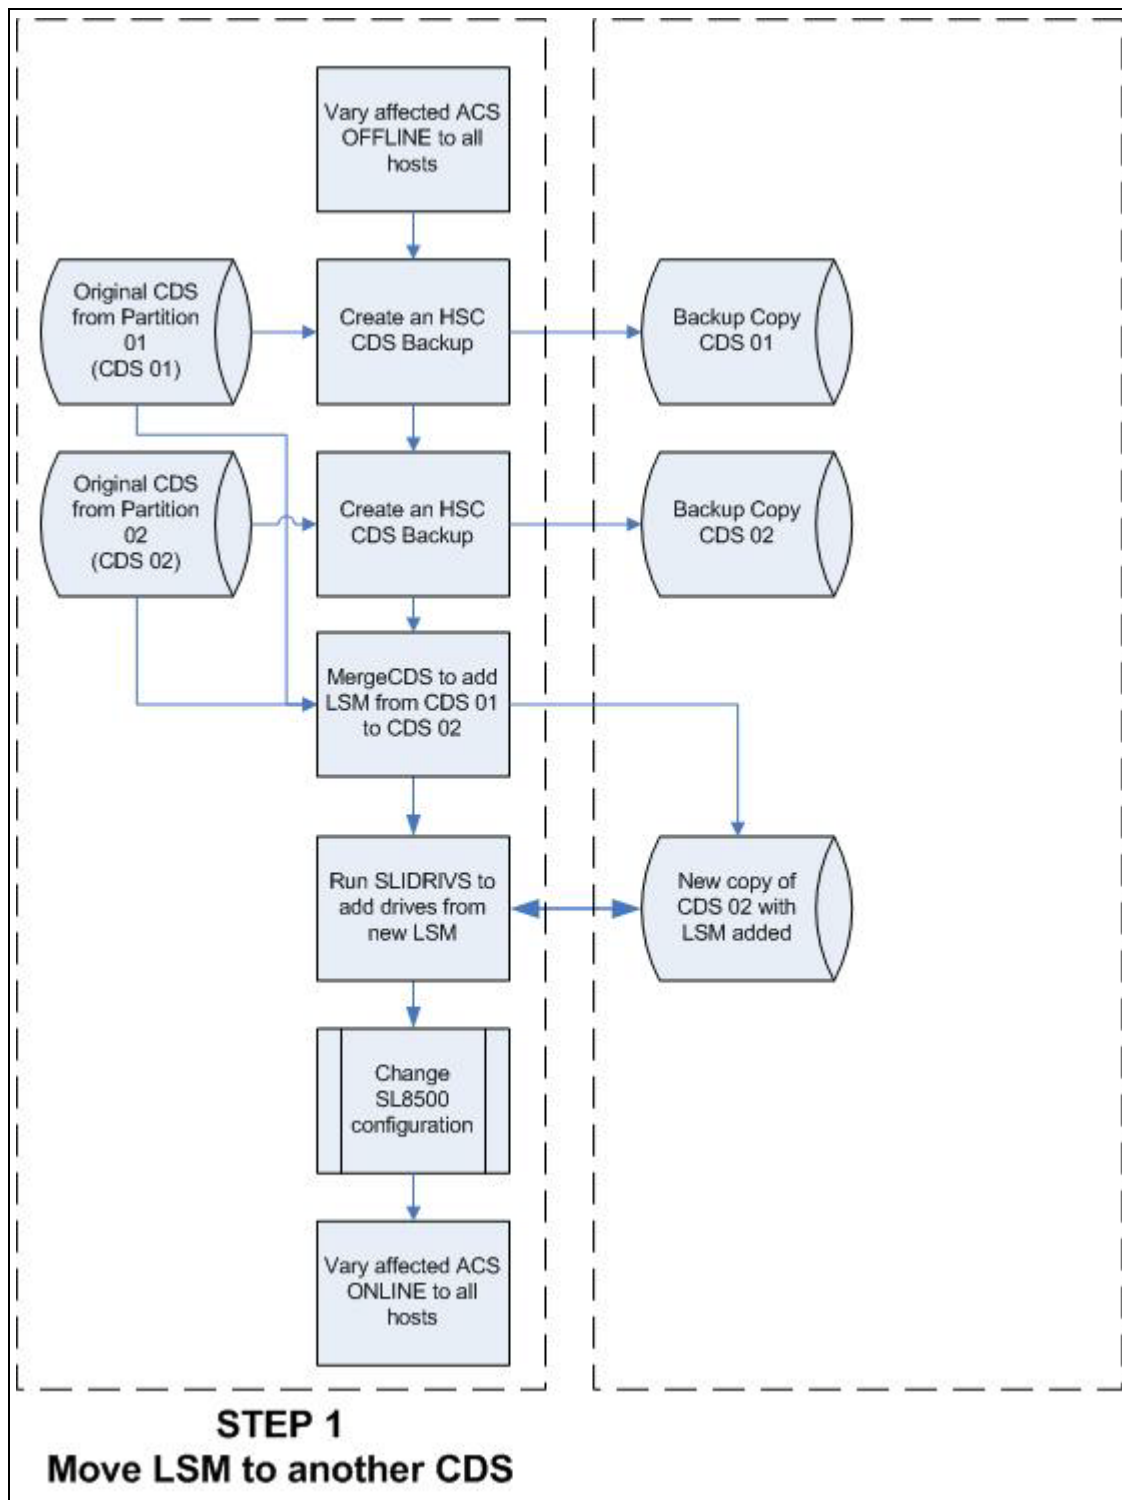 Vary affected ACS
OFFLINE to all
hosts
Original CDS
from Partition
01
(CDS 01)
Create an HSC
CDS Backup
Backup Copy
CDS 01
Original CDS
from Partition
02
(CDS 02)
Create an HSC
CDS Backup
Backup Copy
CDS 02
MergeCDS to add
LSM from CDS 01
to CDS 02
Run SLIDRIVS to
add drives from
new LSM
New copy of
CDS 02 with
LSM added
Change
SL8500
configuration
Vary affected ACS
ONLINE to all
hosts
STEP 1
Move LSM to another CDS